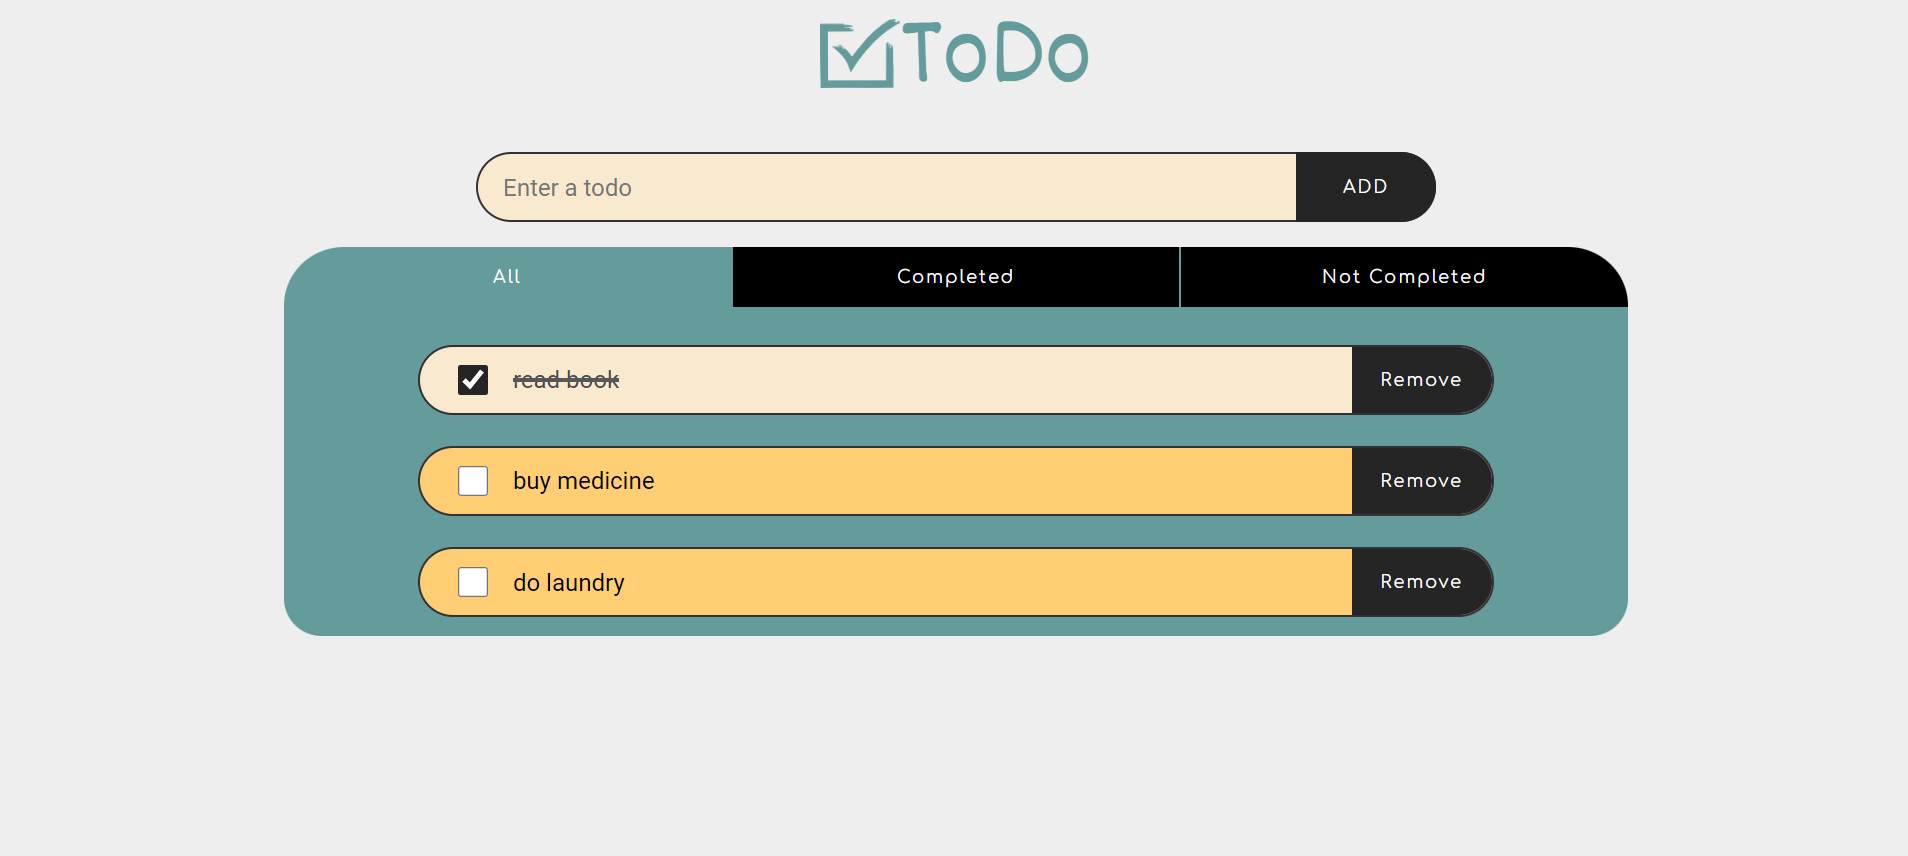 ToDo
Enter a todo
ADD
All
Completed
Not Completed
read book
Remove
buy medicine
Remove
do laundry
Remove